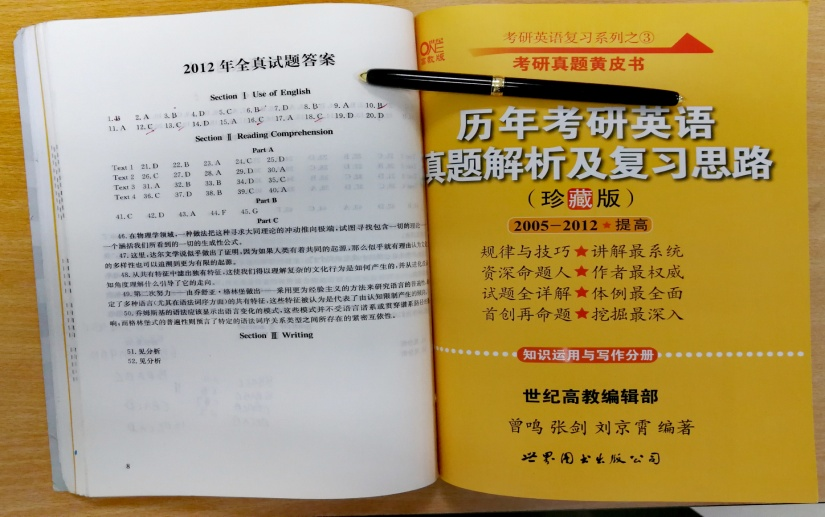 2012年全真试题答案
Section Ⅰ Use of English
1. B 2. A 3. B 4. D 5. C 6. B 7. D 8. B 9. A 10. B
11. A 12. C 13. C 14. D 15. A 16. C 17. A 18. C 19. D 20. D
Section Ⅱ Reading Comprehension
Part A
Text 1 21. D 22. B 23. A 24. C 25. D
Text 2 26. C 27. D 28. A 29. D 30. A
Text 3 31. A 32. B 33. B 34. D 35. C
Text 4 36. C 37. D 38. B 39. C 40. A
Part B
41. C 42. D 43. A 44. F 45. G
Part C
46. 在物理学领域,一种做法把这种寻求大同理论的冲动推向极端,试图寻找包含一切的理论
一个涵括我们所看到的一切的生成性公式。
47. 这里,达尔文学说似乎做出了证明,因为如果人类有着共同的起源,那么似乎就有理由认为
的多样性也可以追溯到更为有限的起源。
48. 从共有特征中滤出独有特征,这使我们得以理解复杂的文化行为是如何产生的,并从进化
知角度理解什么引导了它的走向。
49. 第二次努力——由乔舒亚·格林堡做出——采用更为经验主义的方法来研究语言的普遍性
定了多种语言(尤其在语法词序方面)的共有特征,这些特征被认为是代表了由认知限制产生的
50. 乔姆斯基的语法应该显示出语言变化的模式,这些模式并不受语言谱系或贯穿谱系
响;而格林堡式的普遍性则预言了特定的语法词序关系类型之间所存在的紧密互依性。
Section Ⅲ Writing
51. 见分析
52. 见分析
8
考研英语复习系列之③
考研真题黄皮书
历年考研英语
真题解析及复习思路
(珍藏版)
2005-2012★提高
规律与技巧★讲解最系统
资深命题人★作者最权威
试题全详解★体例最全面
首创再命题★挖掘最深入
知识运用与写作分册
世纪高教编辑部
曾鸣 张剑 刘京霄 编著
世界图书出版公司